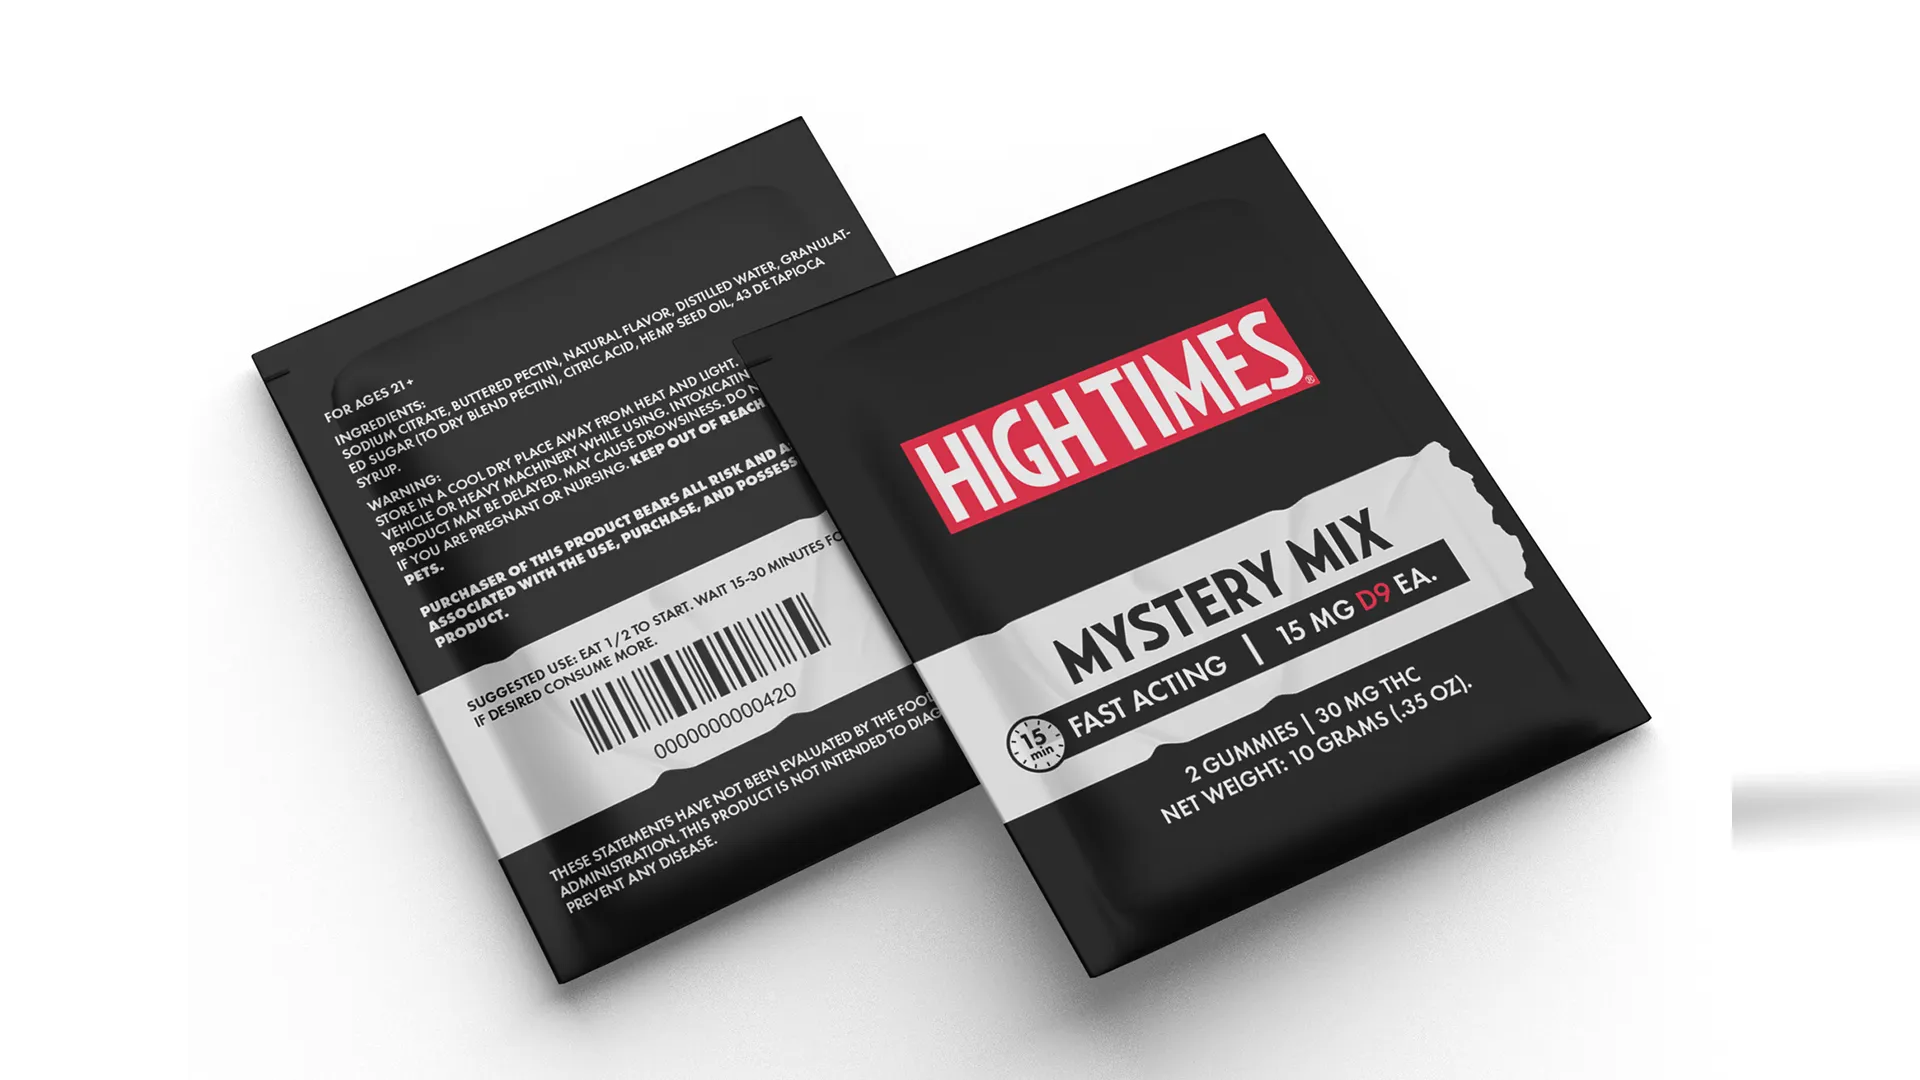 FOR AGES 21+
INGREDIENTS:
SODIUM CITRATE, BUTTERED PECTIN, NATURAL FLAVOR, DISTILLED WATER, GRANULAT-
ED SUGAR (TO DRY BLEND PECTIN), CITRIC ACID, HEMP SEED OIL, 43 DE TAPIOCA
SYRUP.
WARNING:
STORE IN A COOL DRY PLACE AWAY FROM HEAT AND LIGHT.
VEHICLE OR HEAVY MACHINERY WHILE USING. INTOXICATIN
PRODUCT MAY BE DELAYED. MAY CAUSE DROWSINESS. DO N
IF YOU ARE PREGNANT OR NURSING. KEEP OUT OF REACH
PETS.
PURCHASER OF THIS PRODUCT BEARS ALL RISK AND A
ASSOCIATED WITH THE USE, PURCHASE, AND POSSESS
PRODUCT.
SUGGESTED USE: EAT 1/2 TO START. WAIT 15-30 MINUTES FO
IF DESIRED CONSUME MORE.
000000000420
THESE STATEMENTS HAVE NOT BEEN EVALUATED BY THE FOOD
ADMINISTRATION. THIS PRODUCT IS NOT INTENDED TO DIAG
PREVENT ANY DISEASE.
HIGH TIMES®
MYSTERY MIX
FAST ACTING | 15 MG D9 EA.
15 min
2 GUMMIES | 30 MG THC
NET WEIGHT: 10 GRAMS (.35 OZ).